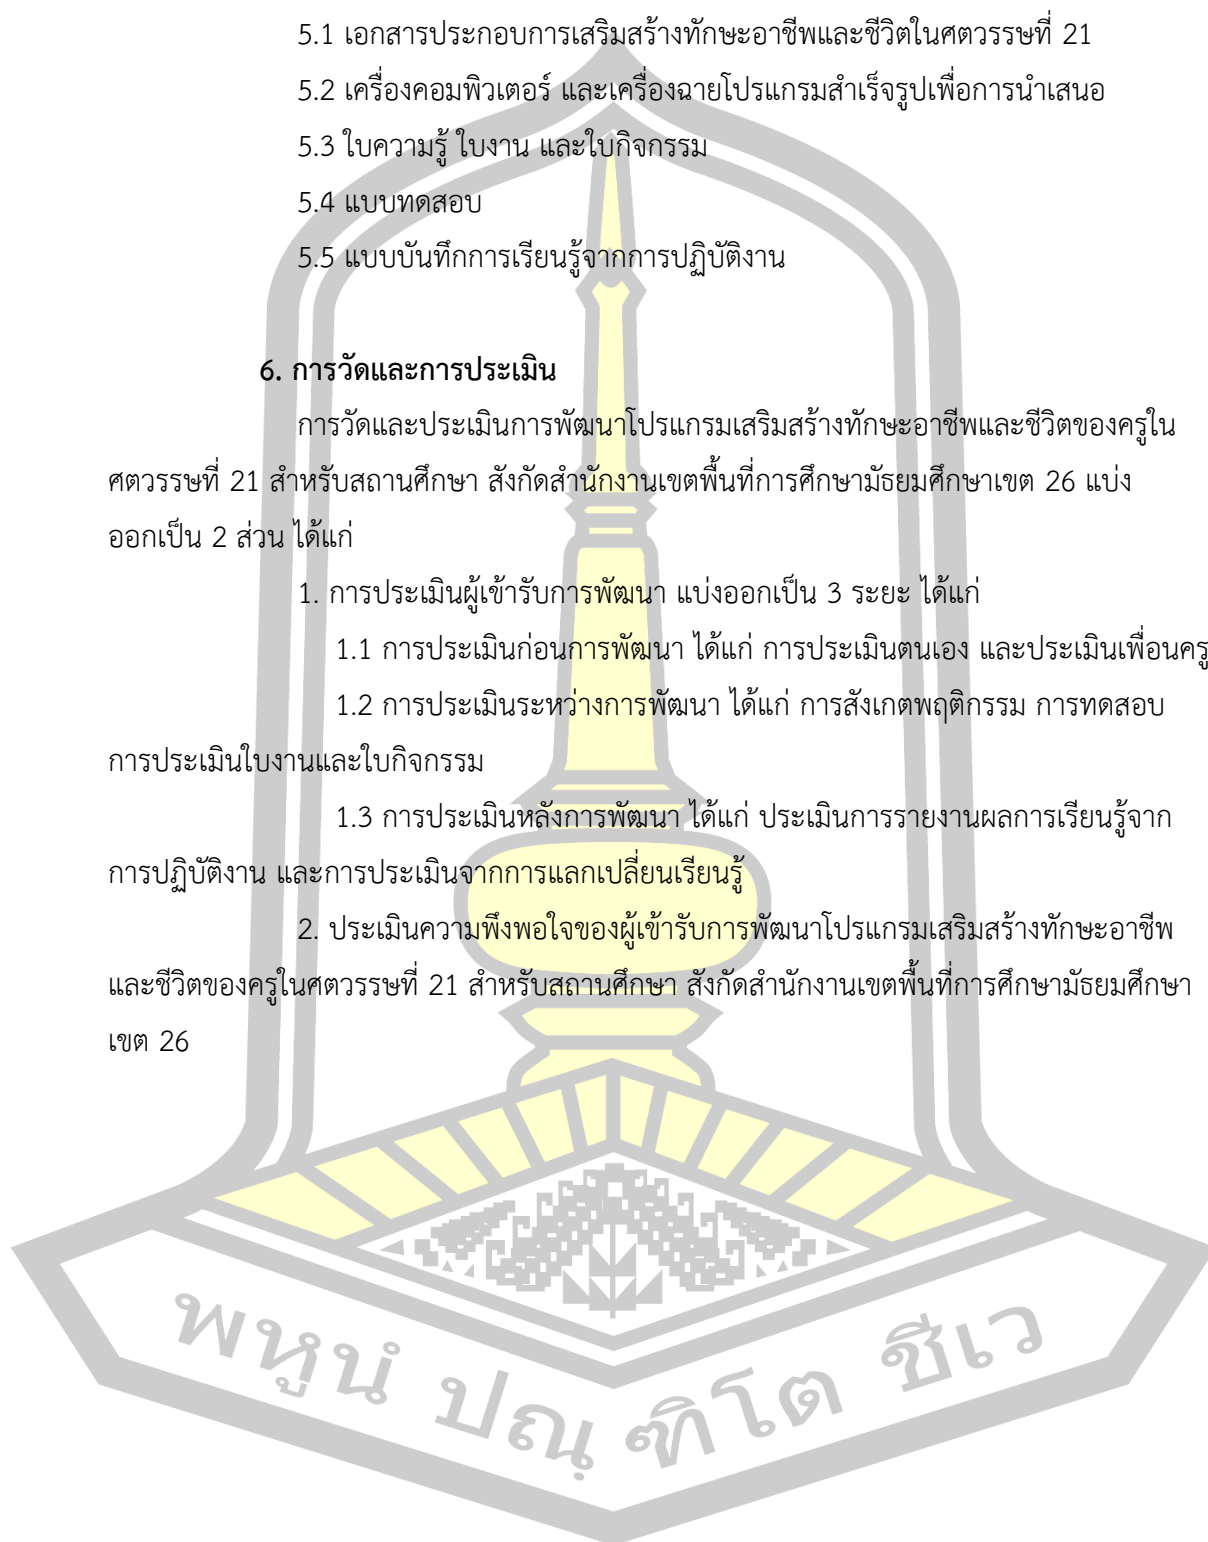 5.1 เอกสารประกอบการเสริมสร้างทักษะอาชีพและชีวิตในศตวรรษที่ 21
5.2 เครื่องคอมพิวเตอร์ และเครื่องฉายโปรแกรมสำเร็จรูปเพื่อการนำเสนอ
5.3 ใบความรู้ ใบงาน และใบกิจกรรม
5.4 แบบทดสอบ
5.5 แบบบันทึกการเรียนรู้จากการปฏิบัติงาน
6. การวัดและการประเมิน
การวัดและประเมินการพัฒนาโปรแกรมเสริมสร้างทักษะอาชีพและชีวิตของครูใน
ศตวรรษที่ 21 สำหรับสถานศึกษา สังกัดสำนักงานเขตพื้นที่การศึกษามัธยมศึกษาเขต 26 แบ่ง
ออกเป็น 2 ส่วน ได้แก่
1. การประเมินผู้เข้ารับการพัฒนา แบ่งออกเป็น 3 ระยะ ได้แก่
1.1 การประเมินก่อนการพัฒนา ได้แก่ การประเมินตนเอง และประเมินเพื่อนครู
1.2 การประเมินระหว่างการพัฒนา ได้แก่ การสังเกตพฤติกรรม การทดสอบ
การประเมินใบงานและใบกิจกรรม
1.3 การประเมินหลังการพัฒนา ได้แก่ ประเมินการรายงานผลการเรียนรู้จาก
การปฏิบัติงาน และการประเมินจากการแลกเปลี่ยนเรียนรู้
2. ประเมินความพึงพอใจของผู้เข้ารับการพัฒนาโปรแกรมเสริมสร้างทักษะอาชีพ
และชีวิตของครูในศตวรรษที่ 21 สำหรับสถานศึกษา สังกัดสำนักงานเขตพื้นที่การศึกษามัธยมศึกษา
เขต 26
พหูนํ ปณฺฑิโต ชีเว